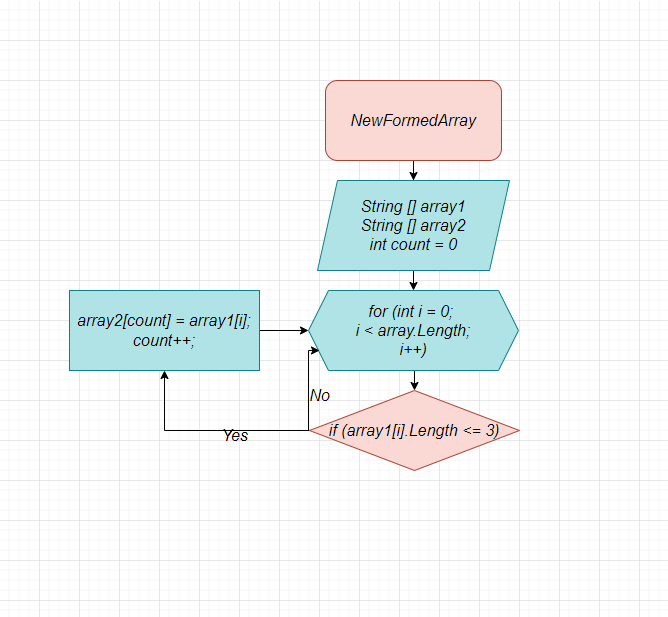 NewFormedArray
String [] array1
String [] array2
int count = 0
for (int i = 0;
i < array.Length;
i++)
array2[count] = array1[i];
count++;
No
if (array1[i].Length <= 3)
Yes